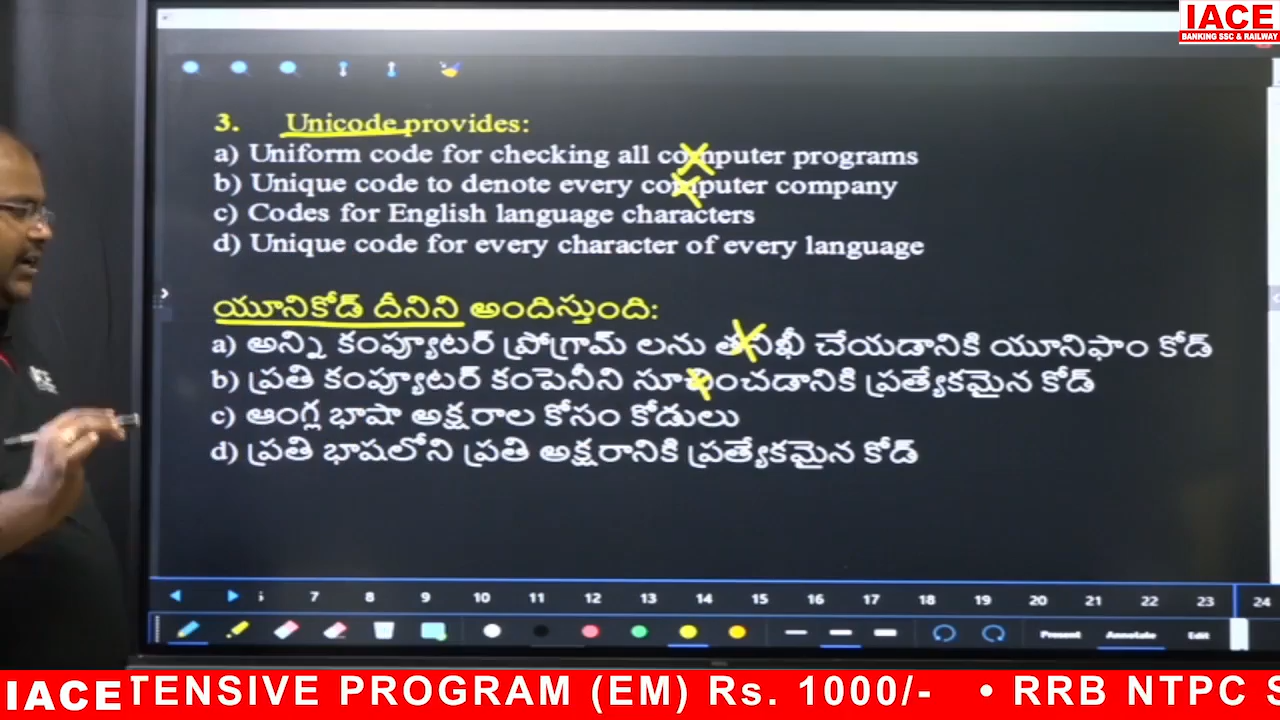 IACE
BANKING SSC & RAILWAY
3. Unicode provides:
a) Uniform code for checking all computer programs
b) Unique code to denote every computer company
c) Codes for English language characters
d) Unique code for every character of every language
యూనికోడ్ దీనిని అందిస్తుంది:
a) అన్ని కంప్యూటర్ ప్రోగ్రామ్ లను తనిఖీ చేయడానికి యూనిఫాం కోడ్
b) ప్రతి కంప్యూటర్ కంపెనీని సూచించడానికి ప్రత్యేకమైన కోడ్
c) ఆంగ్ల భాషా అక్షరాల కోసం కోడులు
d) ప్రతి భాషలోని ప్రతి అక్షరానికి ప్రత్యేకమైన కోడ్
7 8 9 10 11 12 13 14 15 16 17 18 19 20 21 22 23 24
Present Annotate Edit
IACE TENSIVE PROGRAM (EM) Rs. 1000/- • RRB NTPC S